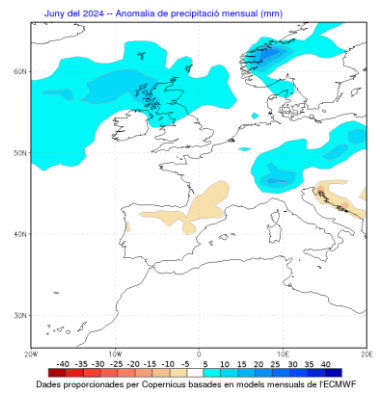 Juny del 2024 -- Anomalia de precipitació mensual (mm)
60N
50N
40N
30N
20W 10W 0 10E 20E
-40 -35 -30 -25 -20 -15 -10 -5 5 10 15 20 25 30 35 40
Dades proporcionades per Copernicus basades en models mensuals de l'ECMWF